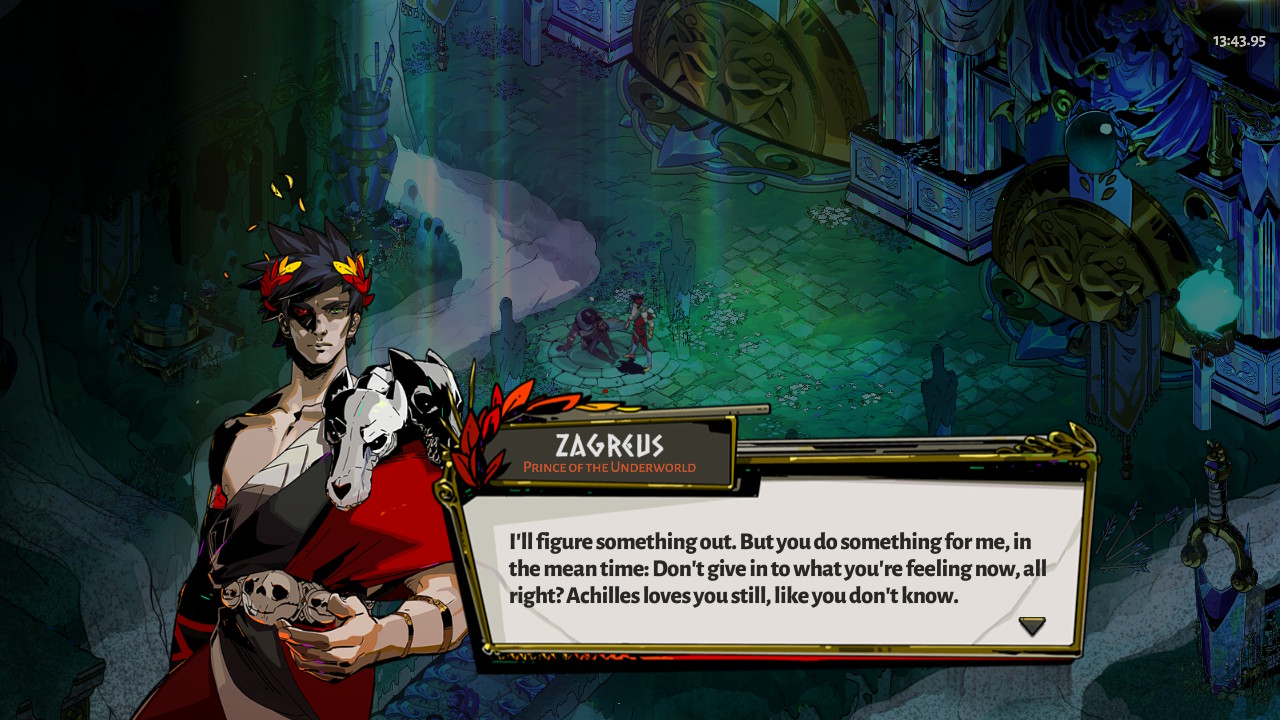 13:43.95
ZAGREUS
PRINCE OF THE UNDERWORLD
I'll figure something out. But you do something for me, in
the mean time: Don't give in to what you're feeling now, all
right? Achilles loves you still, like you don't know.